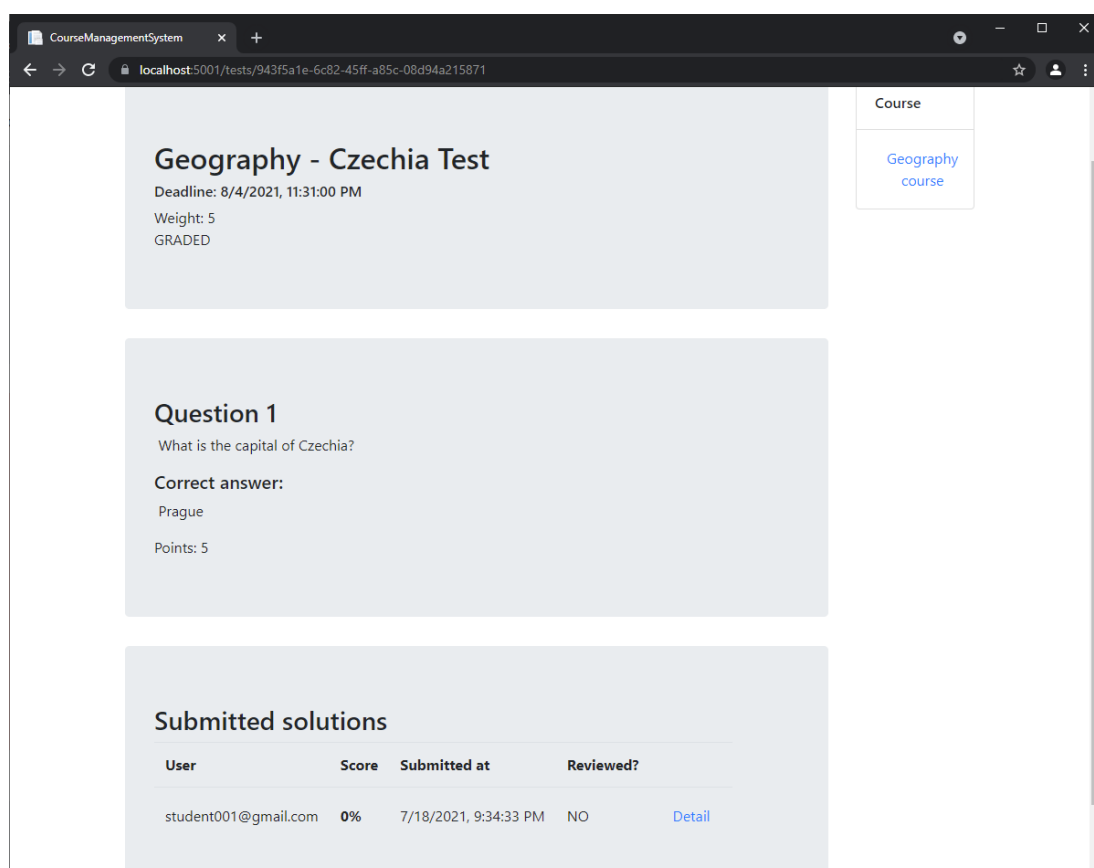 CourseManagementSystem
localhost:5001/tests/943f5a1e-6c82-45ff-a85c-08d94a215871
Course
Geography
course
Geography - Czechia Test
Deadline: 8/4/2021, 11:31:00 PM
Weight: 5
GRADED
Question 1
What is the capital of Czechia?
Correct answer:
Prague
Points: 5
Submitted solutions
User Score Submitted at Reviewed?
student001@gmail.com 0% 7/18/2021, 9:34:33 PM NO Detail